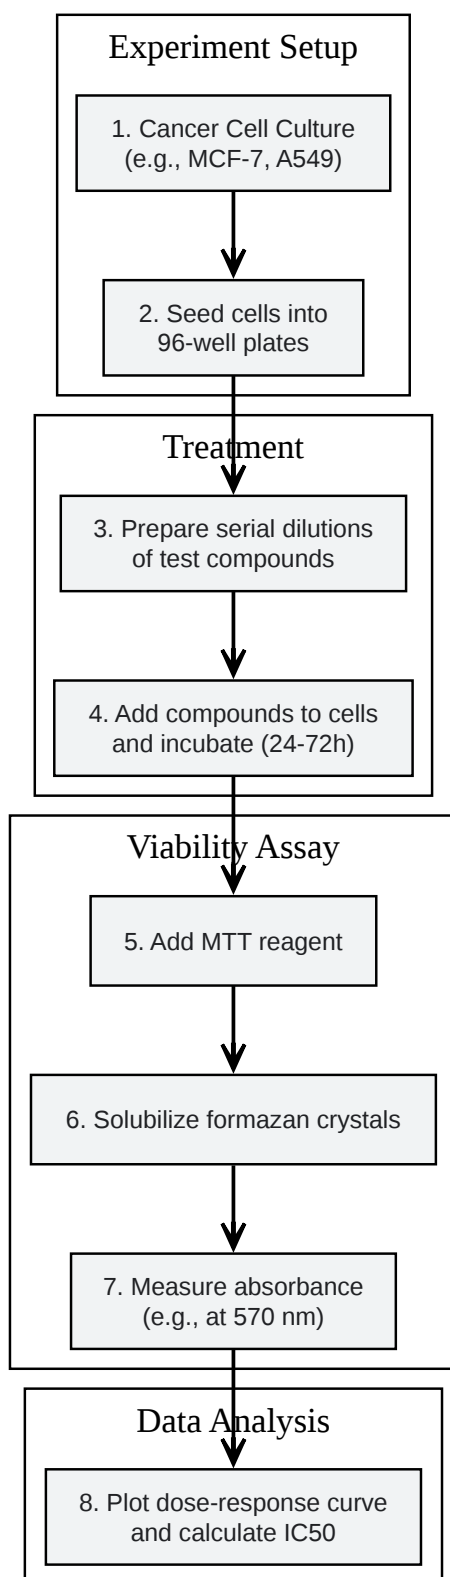 Experiment Setup
1. Cancer Cell Culture
(e.g., MCF-7, A549)
2. Seed cells into
96-well plates
Treatment
3. Prepare serial dilutions
of test compounds
4. Add compounds to cells
and incubate (24-72h)
Viability Assay
5. Add MTT reagent
6. Solubilize formazan crystals
7. Measure absorbance
(e.g., at 570 nm)
Data Analysis
8. Plot dose-response curve
and calculate IC50